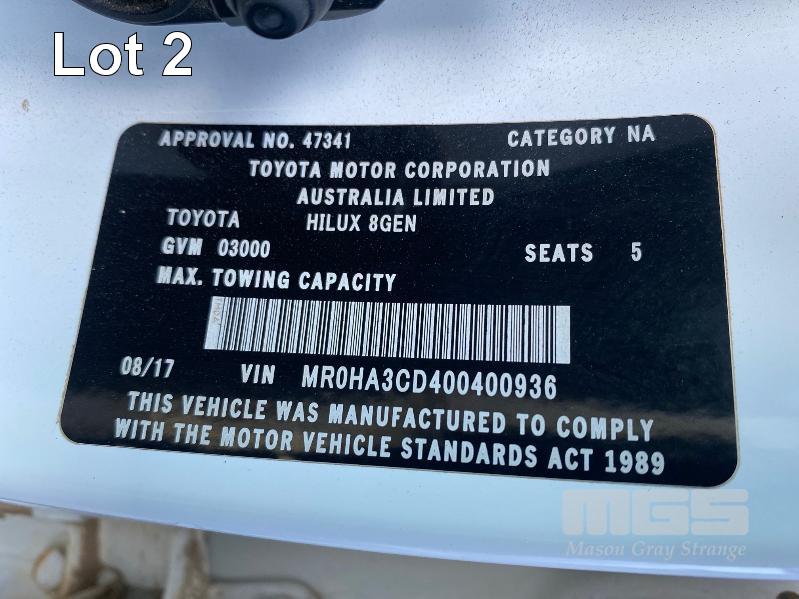 Lot 2
APPROVAL NO. 47341 CATEGORY NA
TOYOTA MOTOR CORPORATION
AUSTRALIA LIMITED
TOYOTA HILUX 8GEN
GVM 03000 SEATS 5
MAX. TOWING CAPACITY
08/17 VIN MR0HA3CD400400936
THIS VEHICLE WAS MANUFACTURED TO COMPLY
WITH THE MOTOR VEHICLE STANDARDS ACT 1989
MGS
Mason Gray Strange